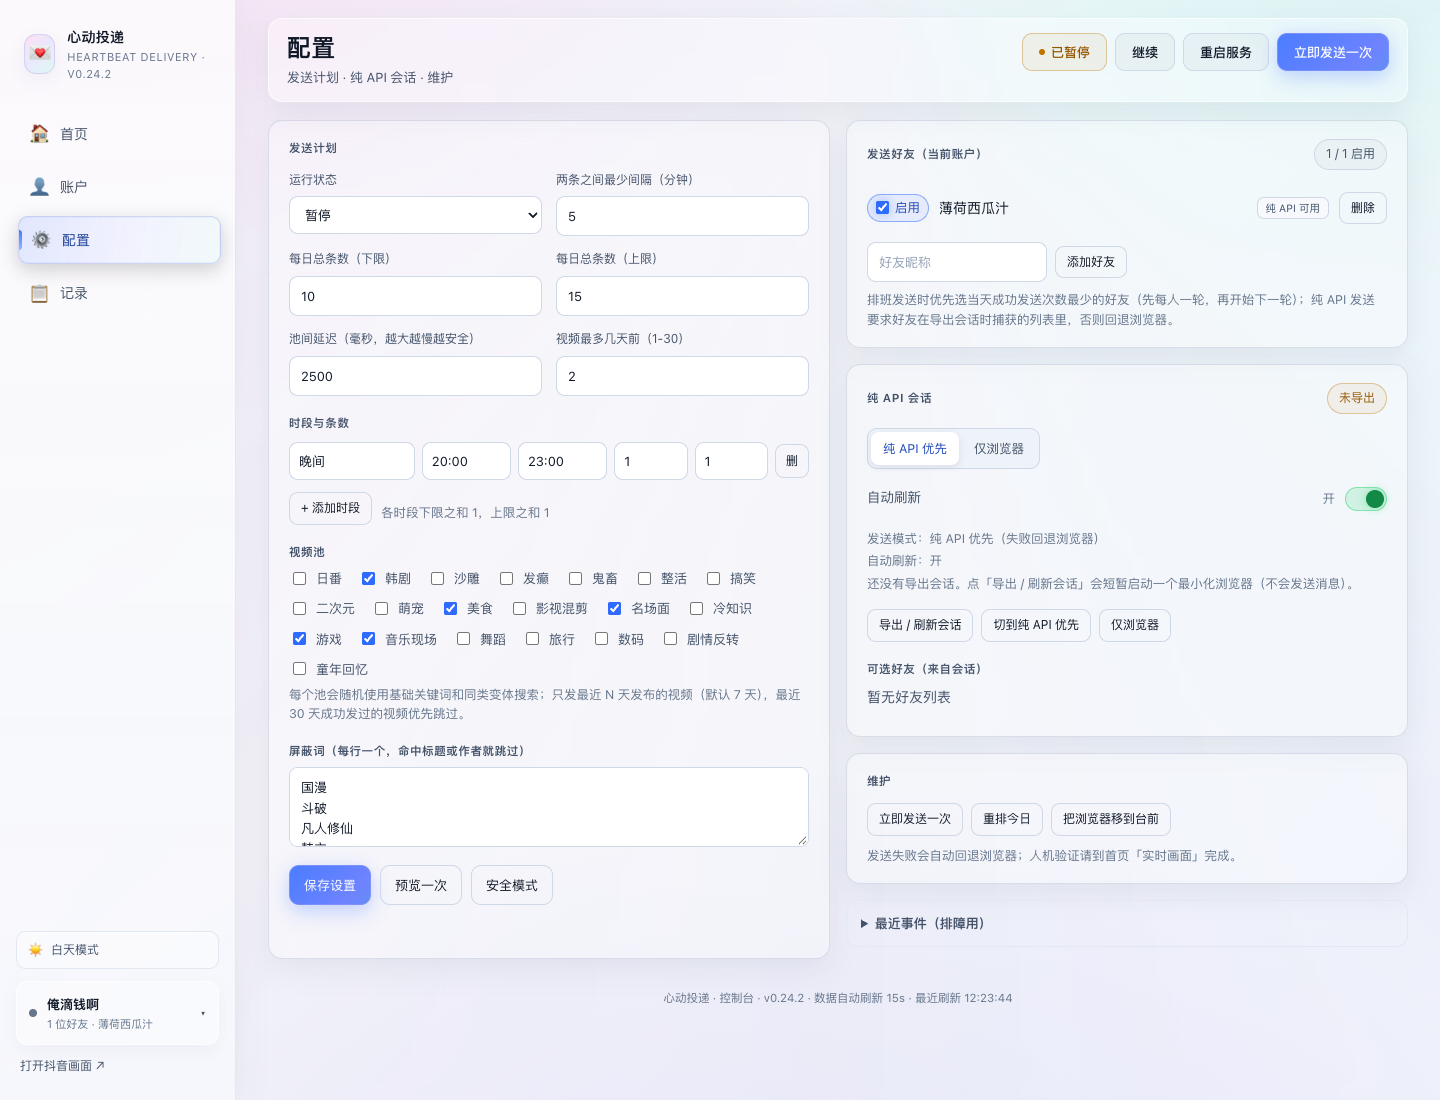 心动投递
HEARTBEAT DELIVERY ·
V0.24.2
首页
账户
配置
记录
白天模式
俺滴钱啊
1 位好友 · 薄荷西瓜汁
打开抖音画面 ↗
配置
发送计划 · 纯 API 会话 · 维护
已暂停
继续
重启服务
立即发送一次
发送计划
运行状态
两条之间最少间隔（分钟）
暂停
5
每日总条数（下限）
每日总条数（上限）
10
15
池间延迟（毫秒，越大越慢越安全）
视频最多几天前（1-30）
2500
2
时段与条数
晚间
20:00
23:00
1
1
删
+ 添加时段
各时段下限之和 1，上限之和 1
视频池
日番 韩剧 沙雕 发癫 鬼畜 整活 搞笑
二次元 萌宠 美食 影视混剪 名场面 冷知识
游戏 音乐现场 舞蹈 旅行 数码 剧情反转
童年回忆
每个池会随机使用基础关键词和同类变体搜索；只发最近 N 天发布的视频（默认 7 天），最近
30 天成功发过的视频优先跳过。
屏蔽词（每行一个，命中标题或作者就跳过）
国漫
斗破
凡人修仙
保存设置
预览一次
安全模式
发送好友（当前账户）
1 / 1 启用
启用
薄荷西瓜汁
纯 API 可用
删除
好友昵称
添加好友
排班发送时优先选当天成功发送次数最少的好友（先每人一轮，再开始下一轮）；纯 API 发送
要求好友在导出会话时捕获的列表里，否则回退浏览器。
纯 API 会话
未导出
纯 API 优先
仅浏览器
自动刷新
开
发送模式：纯 API 优先（失败回退浏览器）
自动刷新：开
还没有导出会话。点「导出 / 刷新会话」会短暂启动一个最小化浏览器（不会发送消息）。
导出 / 刷新会话
切到纯 API 优先
仅浏览器
可选好友（来自会话）
暂无好友列表
维护
立即发送一次
重排今日
把浏览器移到台前
发送失败会自动回退浏览器；人机验证请到首页「实时画面」完成。
最近事件（排障用）
心动投递 · 控制台 · v0.24.2 · 数据自动刷新 15s · 最近刷新 12:23:44